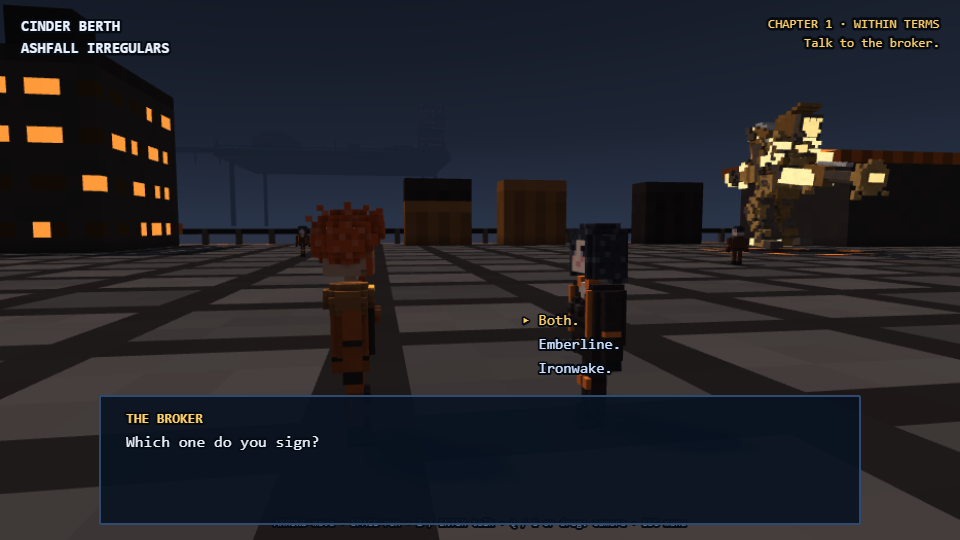 CINDER BERTH
ASHFALL IRREGULARS
CHAPTER 1 · WITHIN TERMS
Talk to the broker.
▸ Both.
Emberline.
Ironwake.
THE BROKER
Which one do you sign?